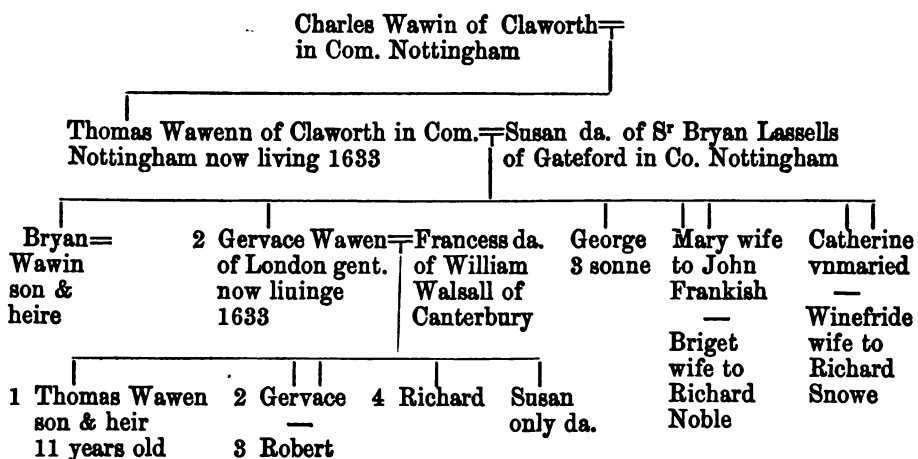 Charles Wawin of Claworth
in Com. Nottingham
Thomas Wawenn of Claworth in Com.
Nottingham now living 1633
Susan da. of Sr Bryan Lassells
of Gateford in Co. Nottingham
Bryan
Wawin
son &
heire
2 Gervace Wawen
of London gent.
now liuinge
1633
Francess da.
of William
Walsall of
Canterbury
George
3 sonne
Mary wife
to John
Frankish
—
Briget
wife to
Richard
Noble
Catherine
vnmaried
—
Winefride
wife to
Richard
Snowe
1 Thomas Wawen
son & heir
11 years old
2 Gervace
—
3 Robert
4 Richard
Susan
only da.